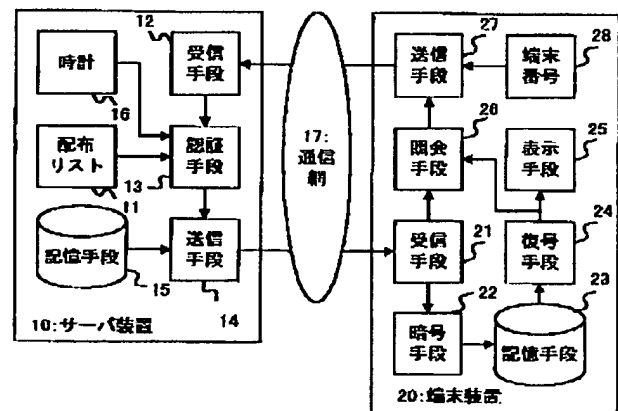 12
受信
手段
時計
16
配布
リスト
11
認証
手段
13
記憶手段
15
送信
手段
14
10:サーバ装置
17:
通信
網
27
送信
手段
28
端末
番号
26
照会
手段
25
表示
手段
受信
手段
21
24
復号
手段
22
暗号
手段
23
記憶手段
20:端末装置